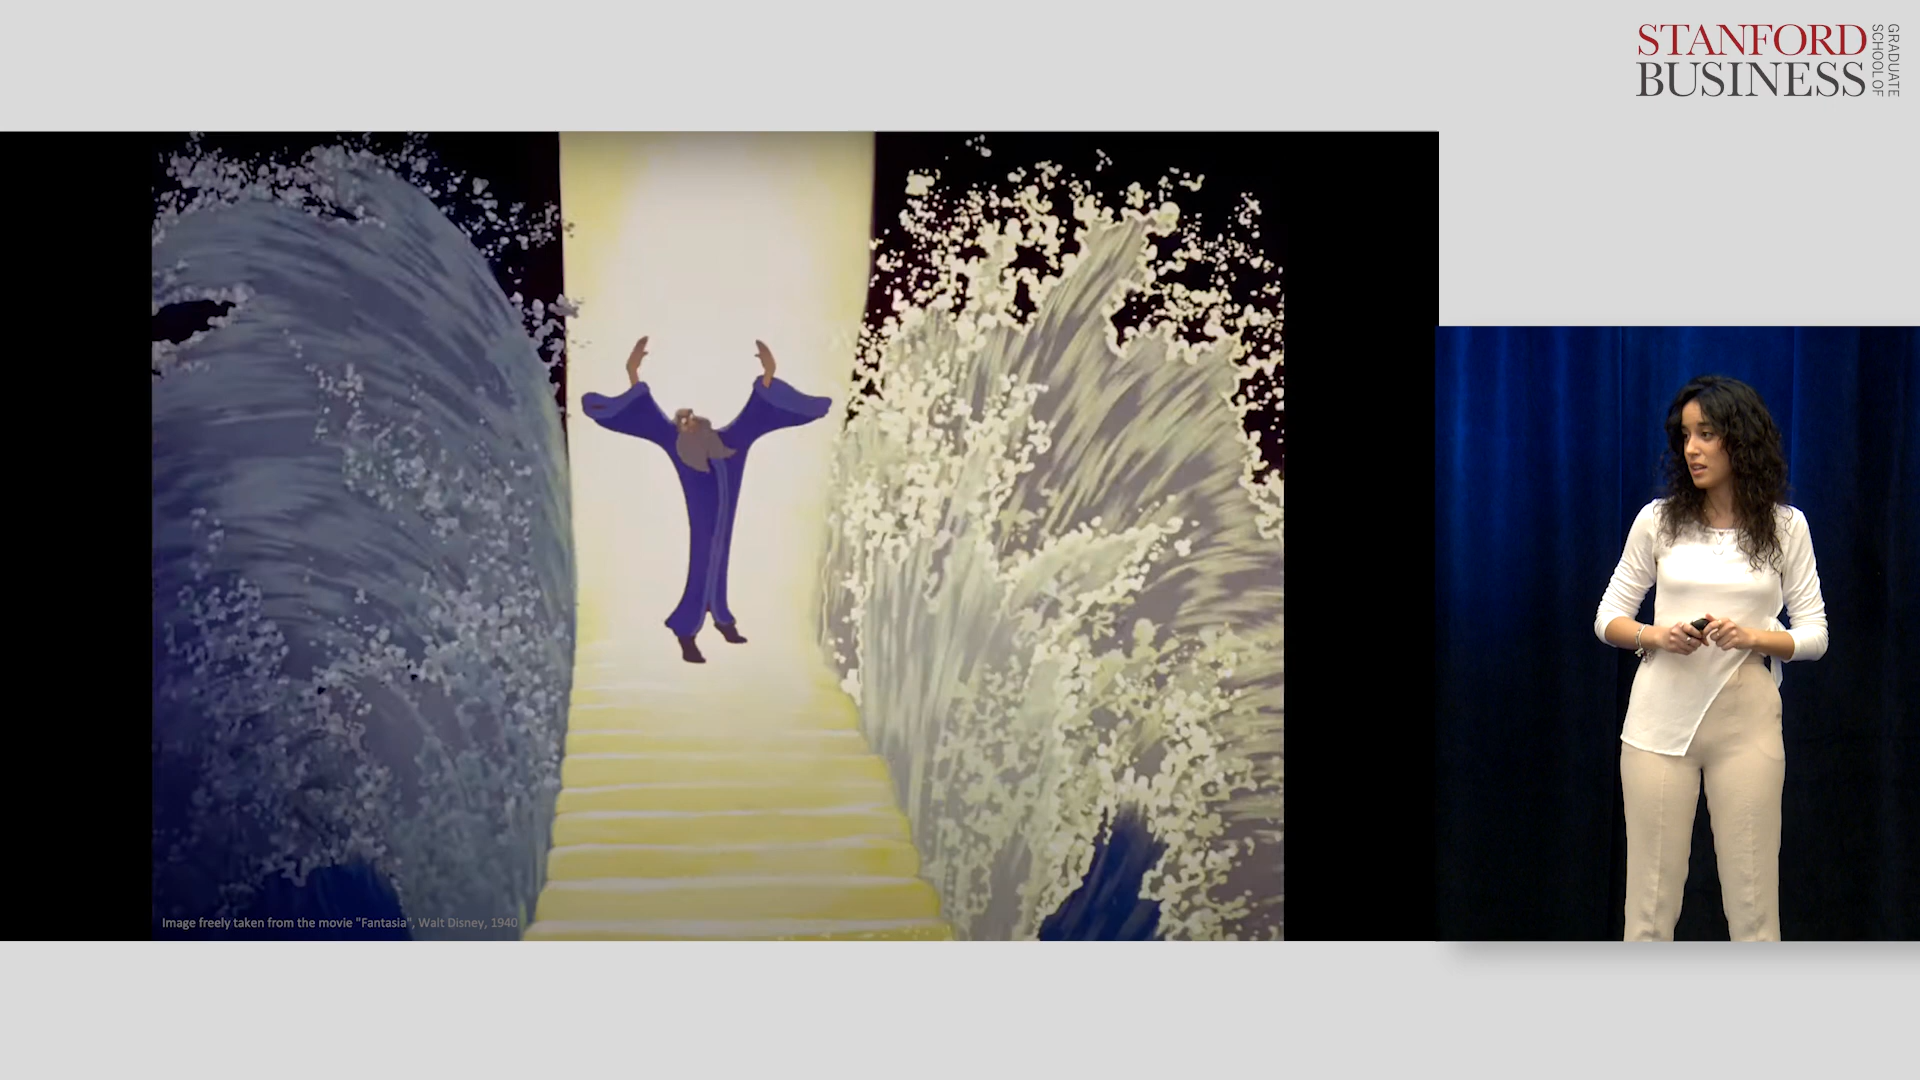 STANFORD
BUSINESS
GRADUATE
SCHOOL OF
Image freely taken from the movie "Fantasia", Walt Disney, 1940